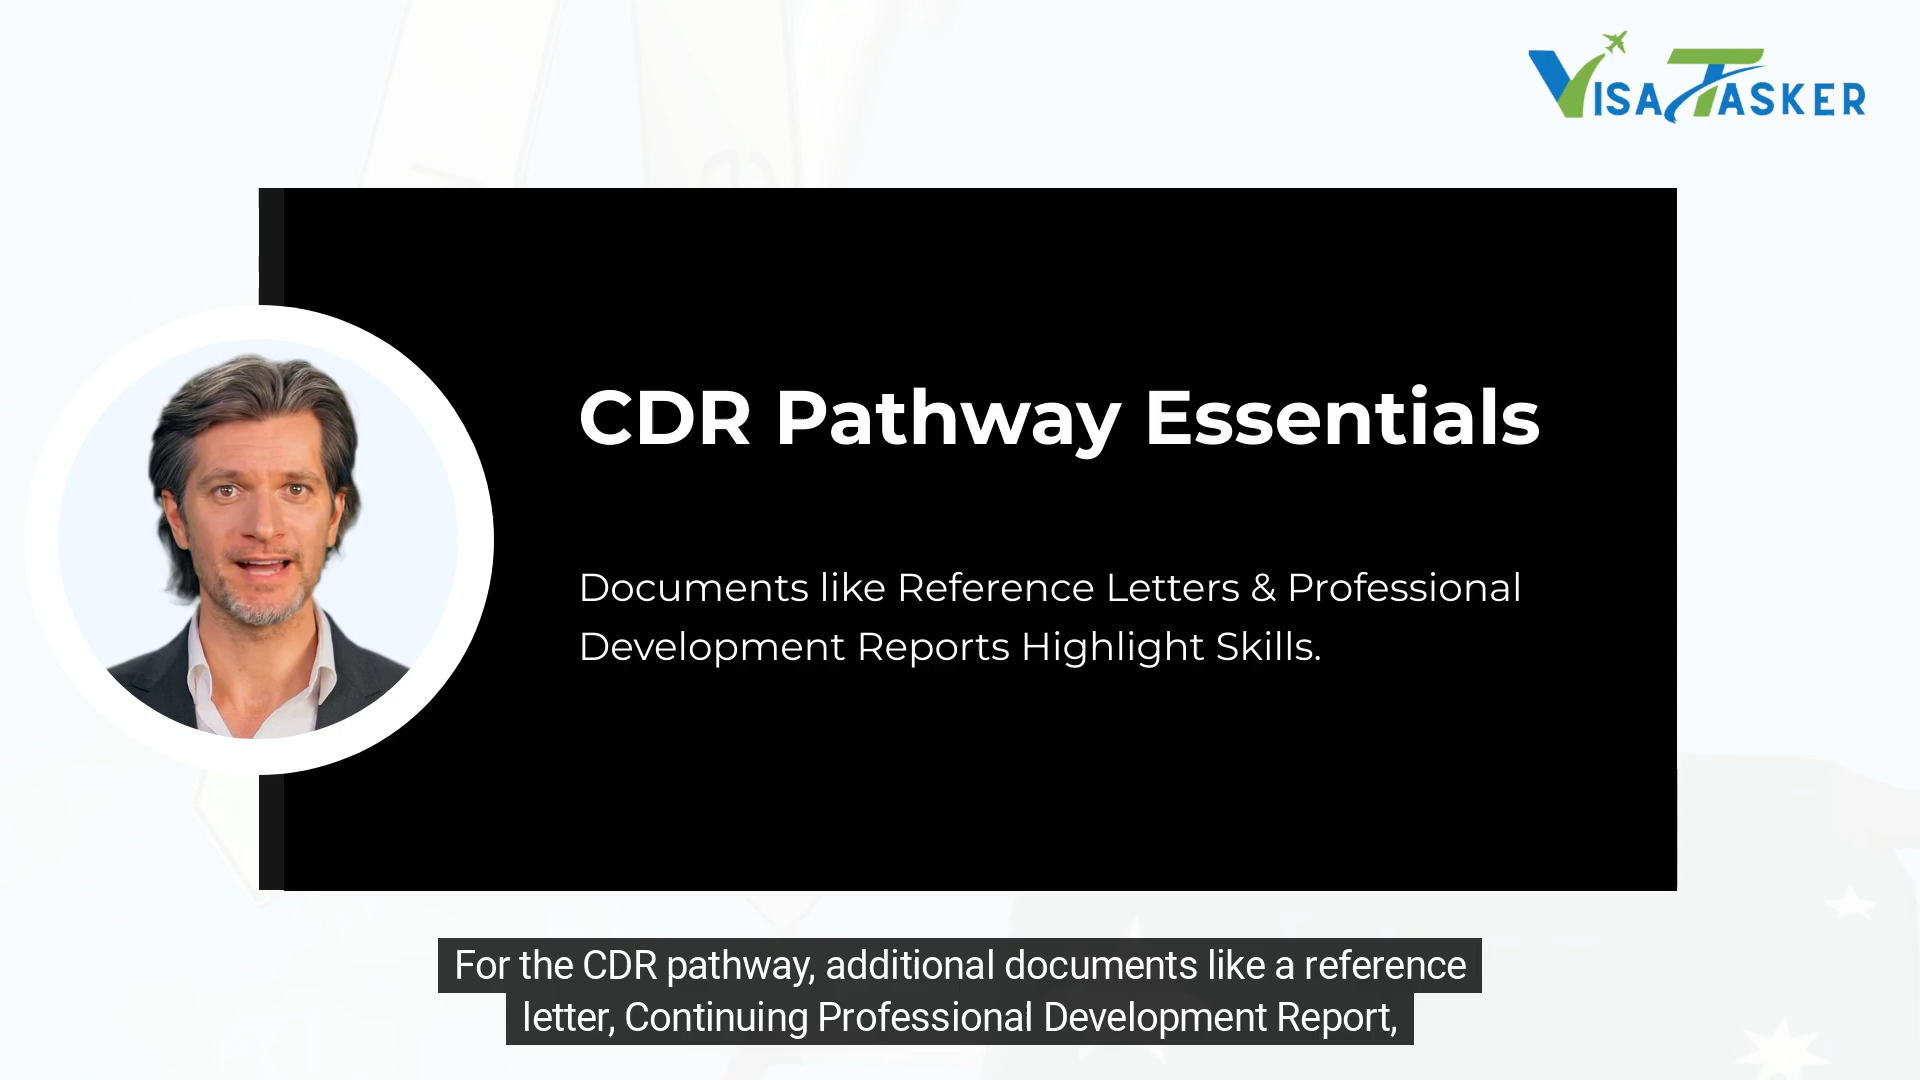 VISA TASKER
CDR Pathway Essentials
Documents like Reference Letters & Professional
Development Reports Highlight Skills.
For the CDR pathway, additional documents like a reference
letter, Continuing Professional Development Report,